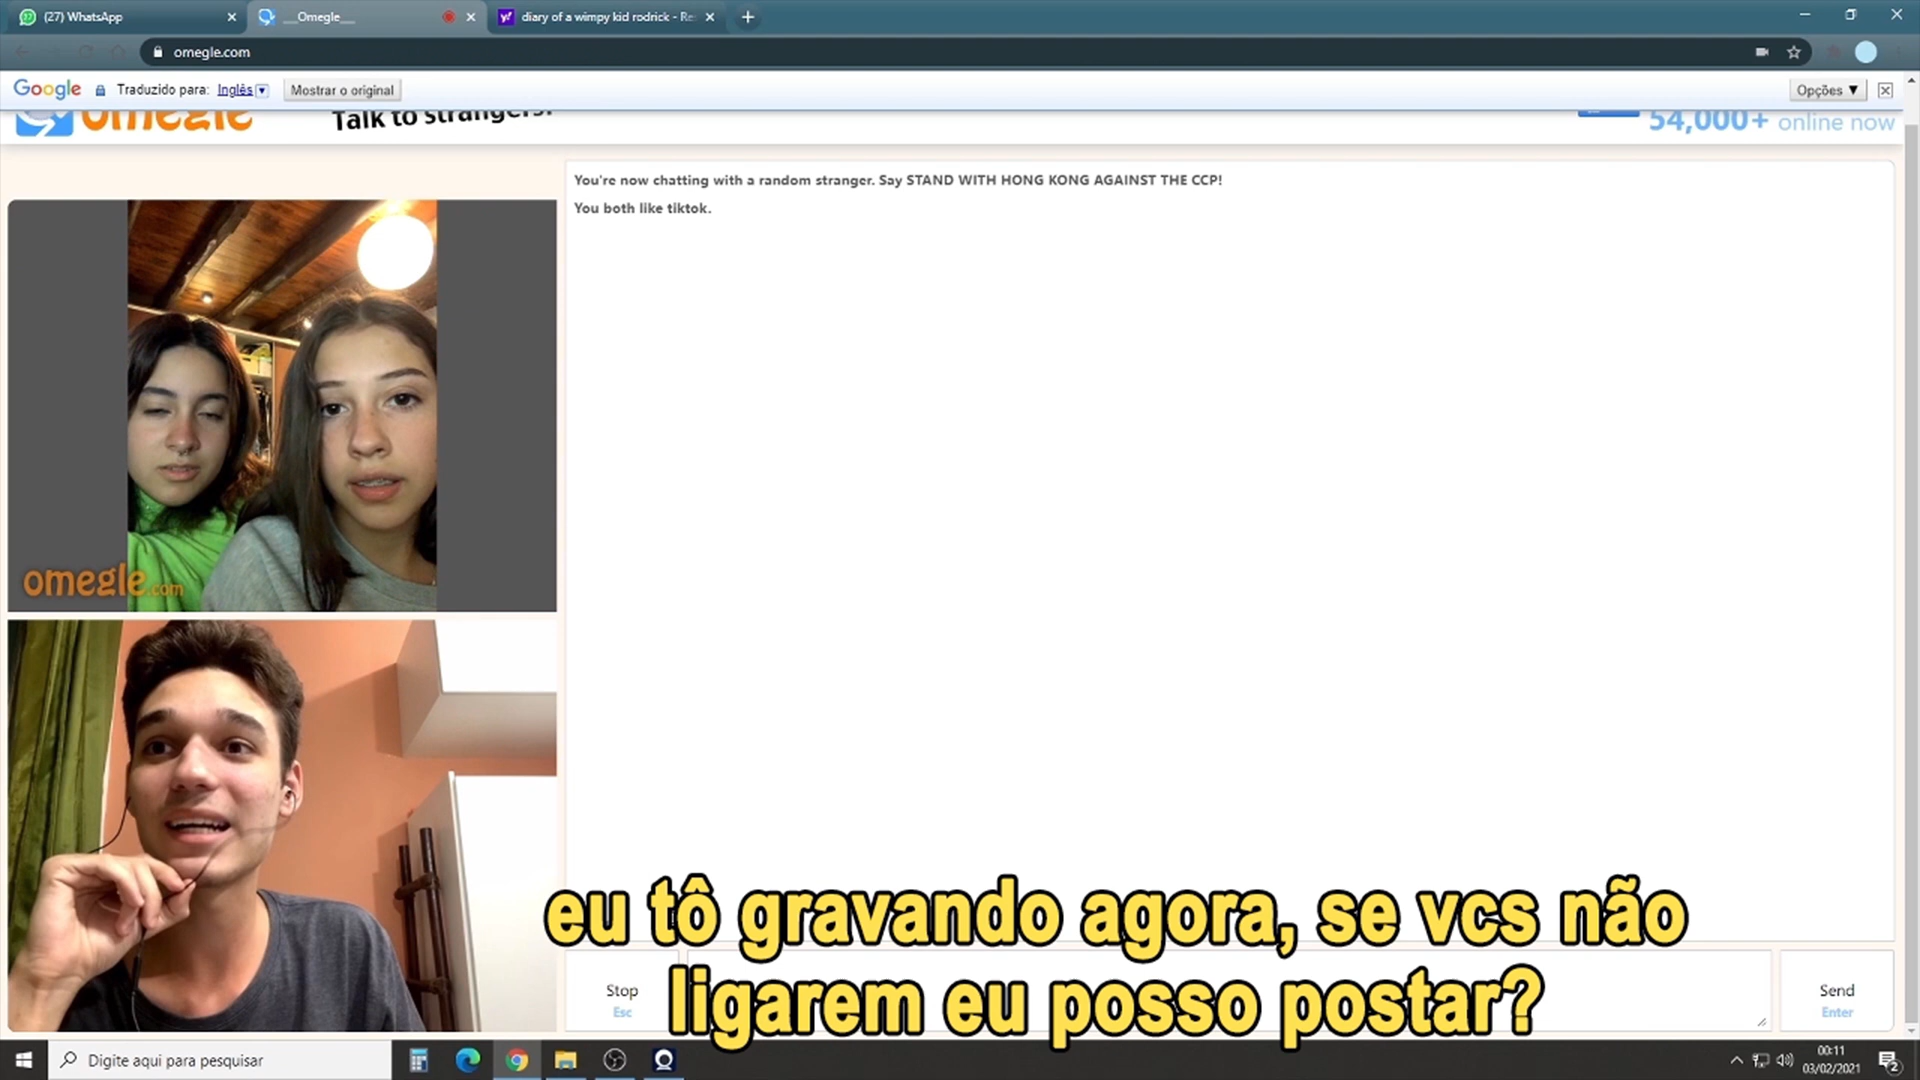 (27) WhatsApp
__Omegle__
diary of a wimpy kid rodrick - Re
omegle.com
Google
Traduzido para:
Inglês
Mostrar o original
Opções ▼
omegle
Talk to strangers!
54,000+ online now
You're now chatting with a random stranger. Say STAND WITH HONG KONG AGAINST THE CCP!
You both like tiktok.
omegle.com
eu tô gravando agora, se vcs não
ligarem eu posso postar?
Stop
Esc
Send
Enter
Digite aqui para pesquisar
00:11
03/02/2021
2